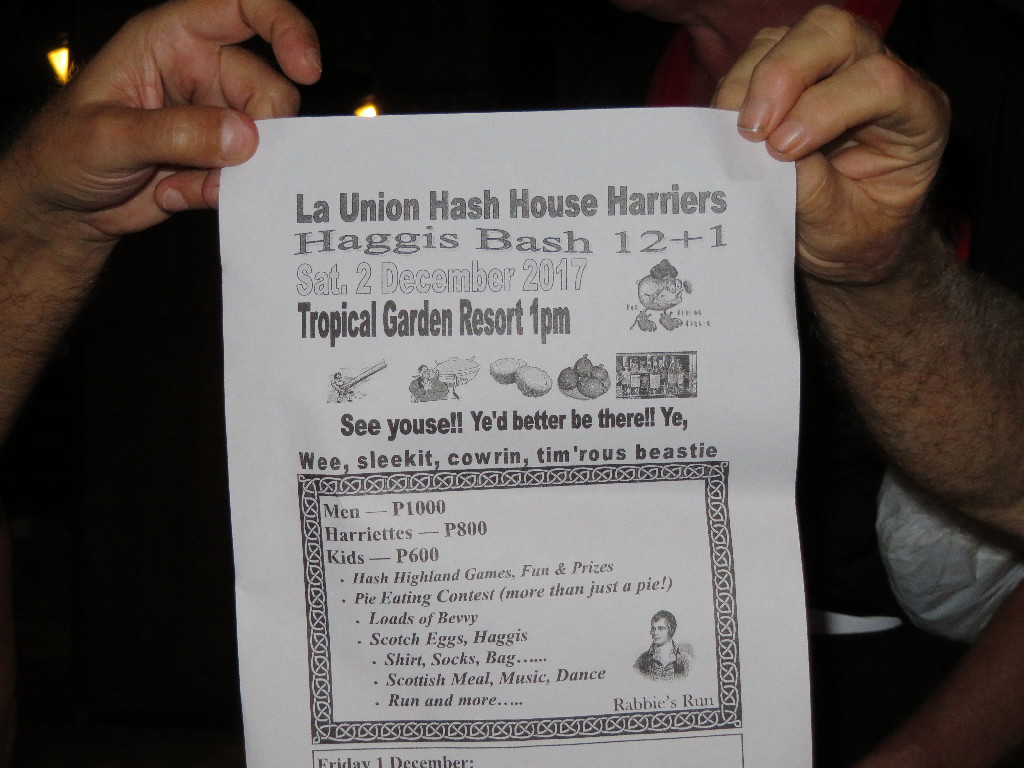 La Union Hash House Harriers
Haggis Bash 12+1
Sat. 2 December 2017
Tropical Garden Resort 1pm
See youse!! Ye'd better be there!! Ye,
Wee, sleekit, cowrin, tim'rous beastie
Men — P1000
Harriettes — P800
Kids — P600
· Hash Highland Games, Fun & Prizes
· Pie Eating Contest (more than just a pie!)
· Loads of Bevvy
· Scotch Eggs, Haggis
· Shirt, Socks, Bag……
· Scottish Meal, Music, Dance
· Run and more…..
Rabbie's Run
Friday 1 December: